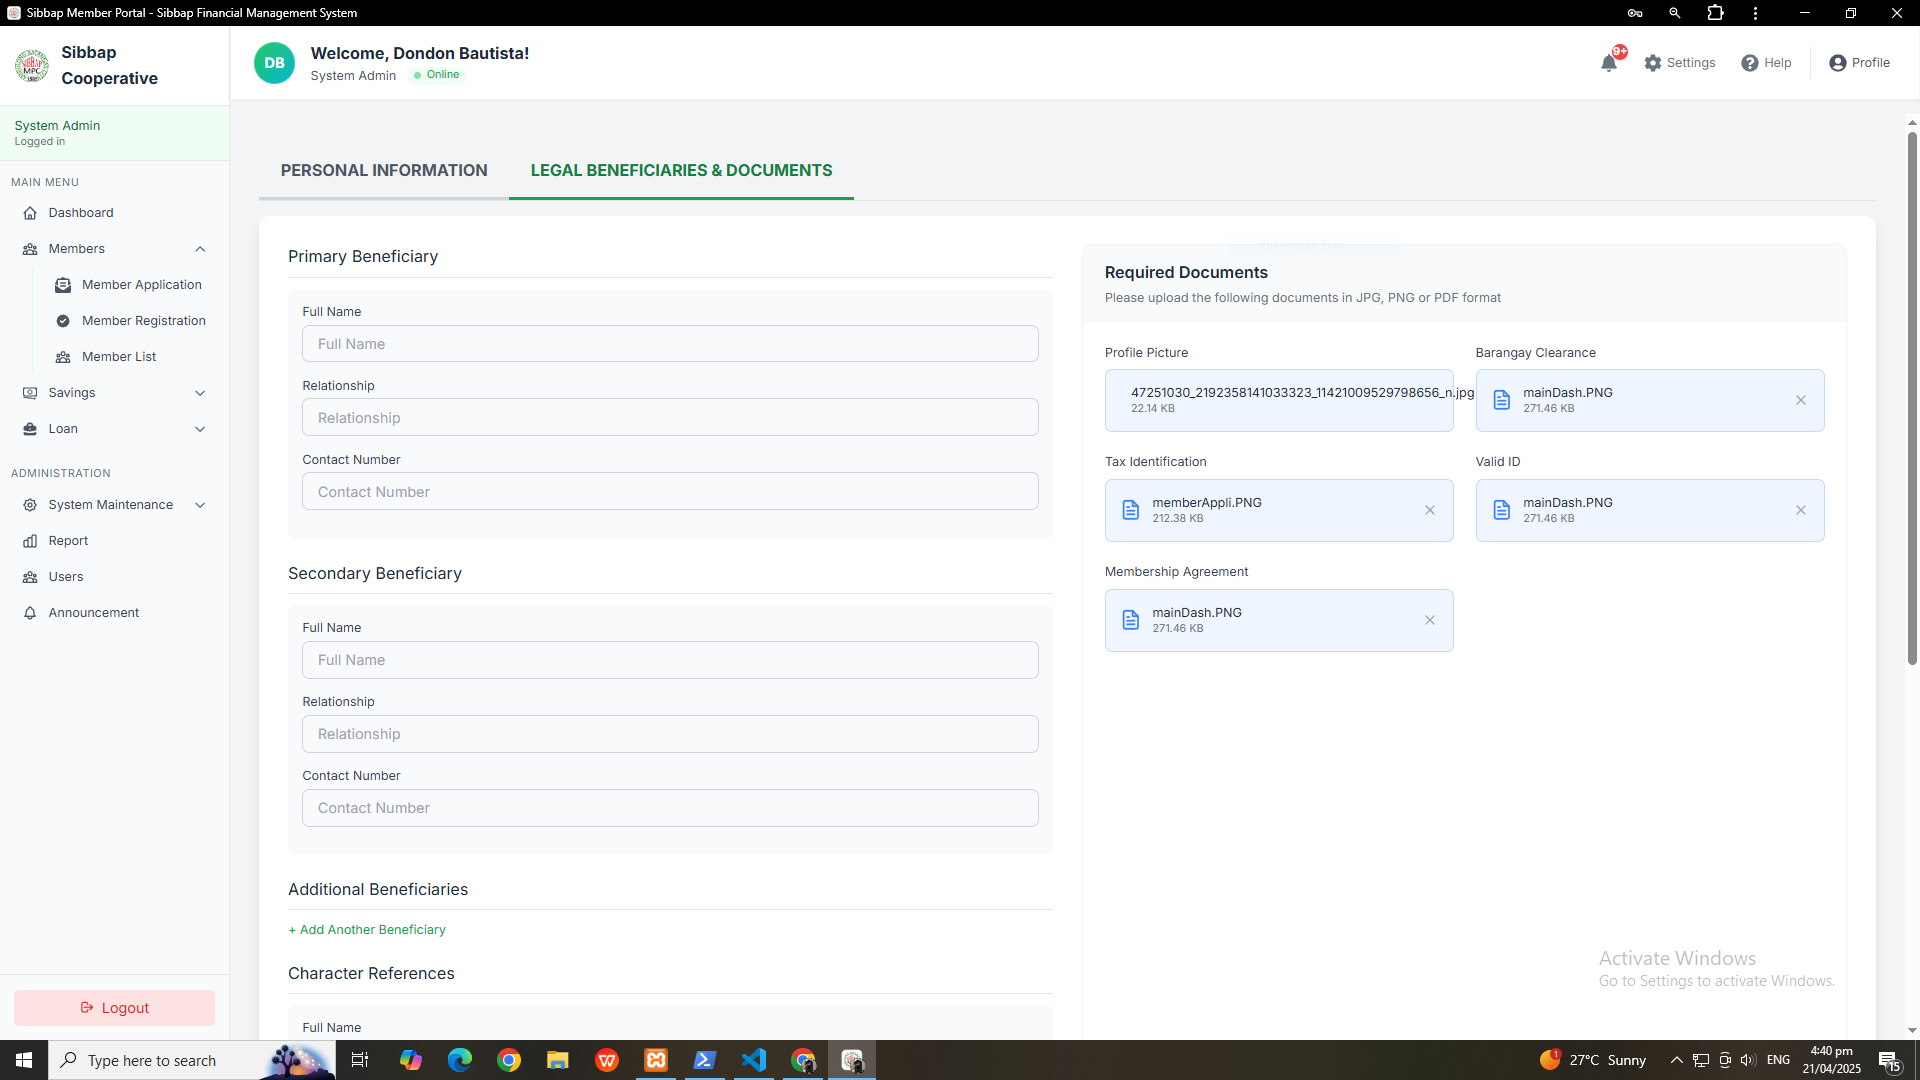 Sibbap Member Portal - Sibbap Financial Management System
Sibbap
Cooperative
DB
Welcome, Dondon Bautista!
System Admin
Online
9+
Settings
Help
Profile
System Admin
Logged in
MAIN MENU
Dashboard
Members
Member Application
Member Registration
Member List
Savings
Loan
ADMINISTRATION
System Maintenance
Report
Users
Announcement
Logout
PERSONAL INFORMATION
LEGAL BENEFICIARIES & DOCUMENTS
Primary Beneficiary
Full Name
Full Name
Relationship
Relationship
Contact Number
Contact Number
Secondary Beneficiary
Full Name
Full Name
Relationship
Relationship
Contact Number
Contact Number
Additional Beneficiaries
+ Add Another Beneficiary
Character References
Full Name
Required Documents
Please upload the following documents in JPG, PNG or PDF format
Profile Picture
47251030_2192358141033323_11421009529798656_n.jpg
22.14 KB
Barangay Clearance
mainDash.PNG
271.46 KB
Tax Identification
memberAppli.PNG
212.38 KB
Valid ID
mainDash.PNG
271.46 KB
Membership Agreement
mainDash.PNG
271.46 KB
Activate Windows
Go to Settings to activate Windows.
Type here to search
1
27°C Sunny
ENG
4:40 pm
21/04/2025
15